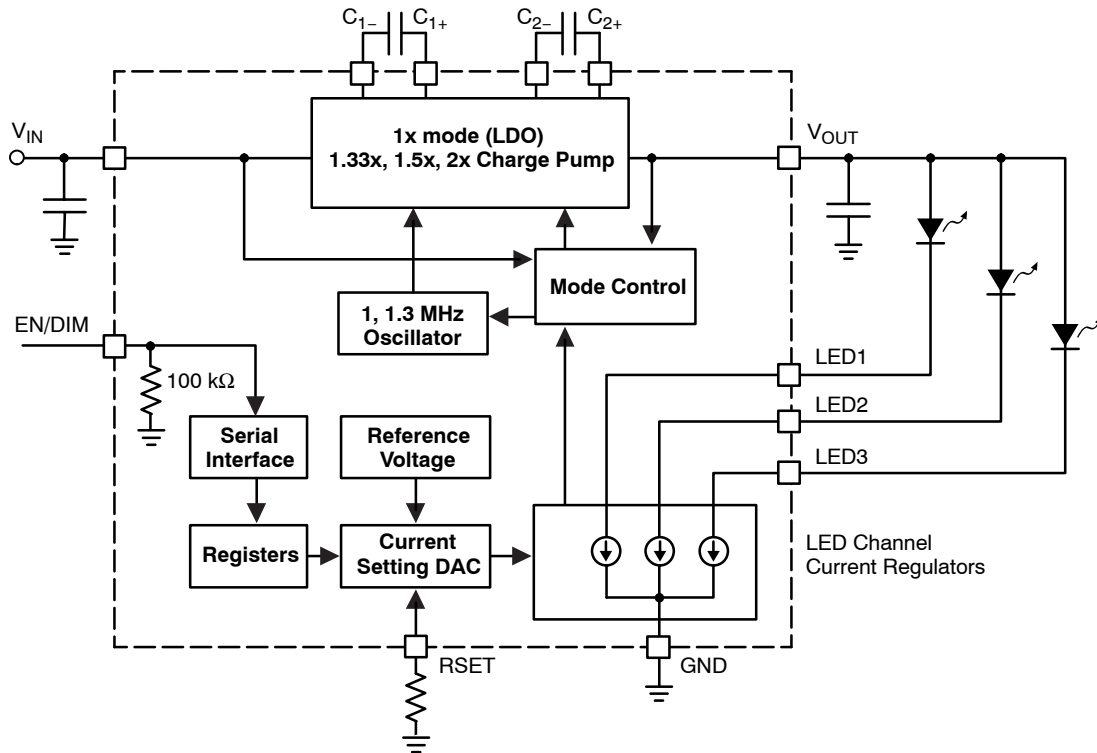 C1− C1+ C2− C2+
VIN
1x mode (LDO)
1.33x, 1.5x, 2x Charge Pump
VOUT
Mode Control
1, 1.3 MHz
Oscillator
EN/DIM
100 kΩ
LED1
LED2
LED3
Serial
Interface
Reference
Voltage
Registers
Current
Setting DAC
LED Channel
Current Regulators
RSET
GND